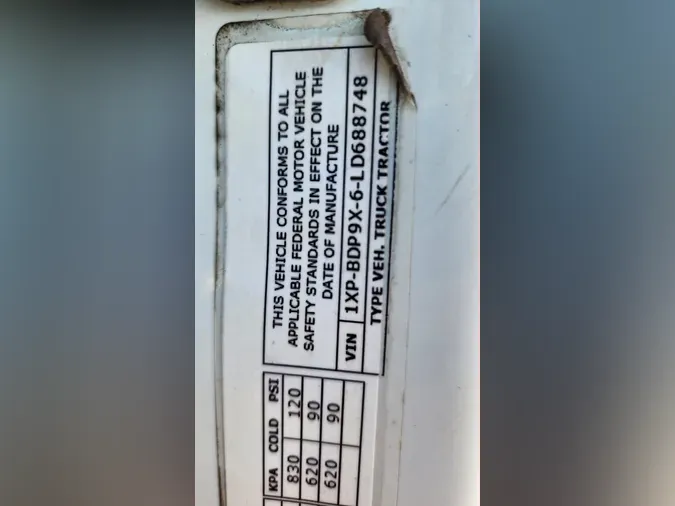 THIS VEHICLE CONFORMS TO ALL
APPLICABLE FEDERAL MOTOR VEHICLE
SAFETY STANDARDS IN EFFECT ON THE
DATE OF MANUFACTURE
VIN 1XP-BDP9X-6-LD688748
TYPE VEH. TRUCK TRACTOR
KPA COLD PSI
830 120
620 90
620 90